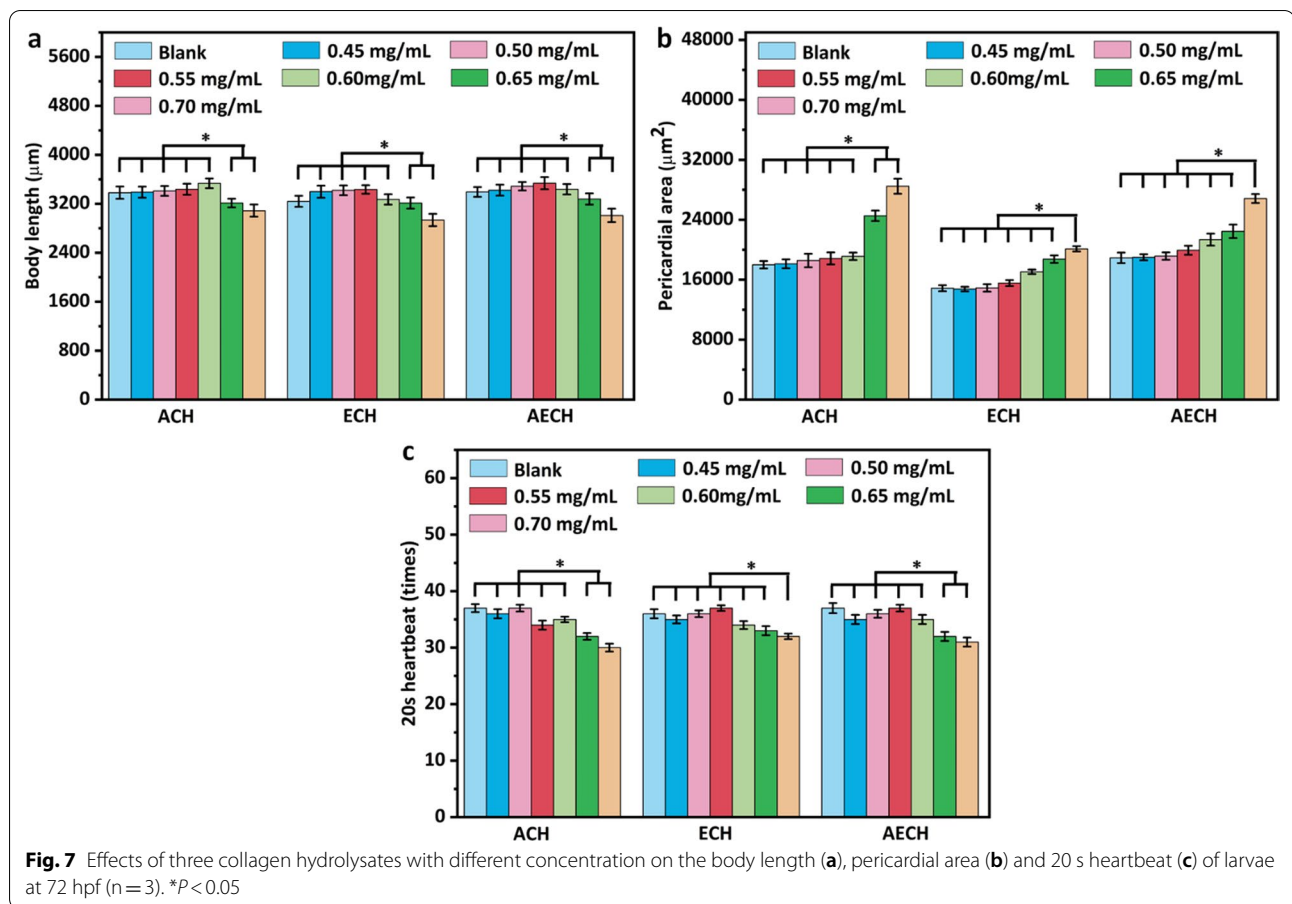 a
Blank 0.45 mg/mL 0.50 mg/mL
0.55 mg/mL 0.60mg/mL 0.65 mg/mL
0.70 mg/mL
5600
4800
4000
3200
2400
1600
800
0
Body length (μm)
* * *
ACH ECH AECH
b
Blank 0.45 mg/mL 0.50 mg/mL
0.55 mg/mL 0.60mg/mL 0.65 mg/mL
0.70 mg/mL
48000
40000
32000
24000
16000
8000
0
Pericardial area (μm²)
* * *
ACH ECH AECH
c
Blank 0.45 mg/mL 0.50 mg/mL
0.55 mg/mL 0.60mg/mL 0.65 mg/mL
0.70 mg/mL
60
50
40
30
20
10
0
20s heartbeat (times)
* * *
ACH ECH AECH
Fig. 7 Effects of three collagen hydrolysates with different concentration on the body length (a), pericardial area (b) and 20 s heartbeat (c) of larvae
at 72 hpf (n = 3). *P < 0.05